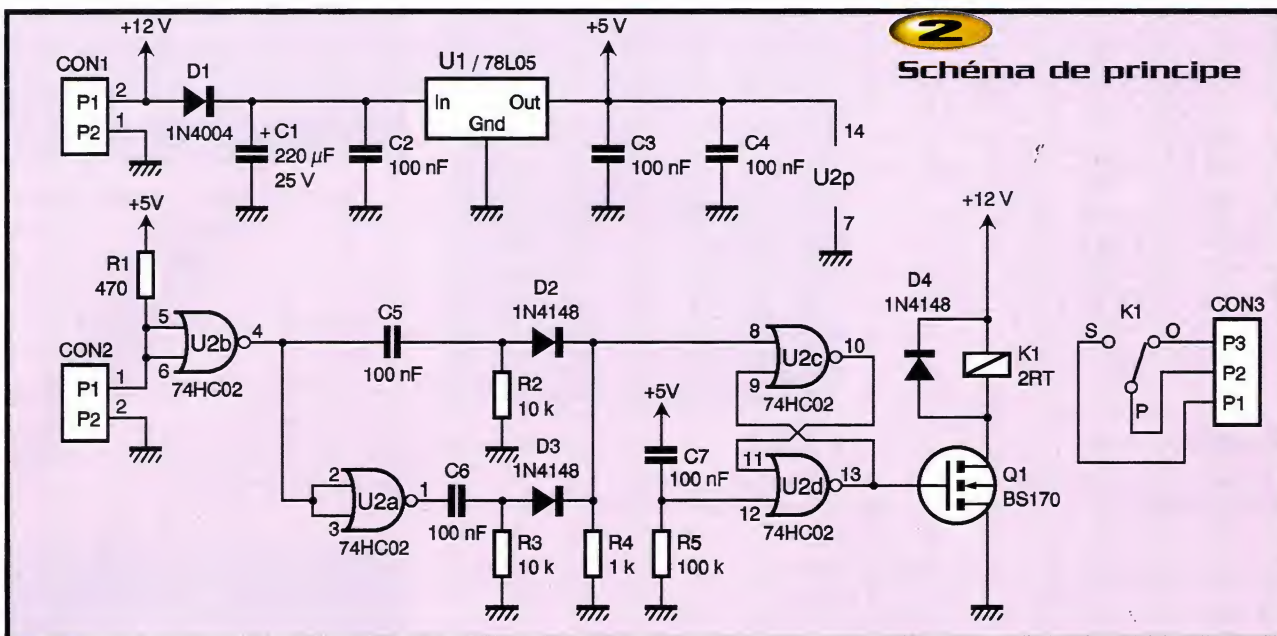 2
Schéma de principe
+12 V
CON1
P1
P2
2
1
D1
1N4004
+ C1
220 µF
25 V
C2
100 nF
U1 / 78L05
In
Out
Gnd
+5 V
C3
100 nF
C4
100 nF
14
U2p
7
+5V
R1
470
CON2
P1
P2
1
2
5
6
U2b
4
74HC02
C5
100 nF
D2
1N4148
R2
10 k
2
3
U2a
1
74HC02
C6
100 nF
D3
1N4148
R3
10 k
R4
1 k
+5V
C7
100 nF
R5
100 k
8
9
U2c
10
74HC02
11
12
U2d
13
74HC02
+12 V
D4
1N4148
K1
2RT
Q1
BS170
S
K1
O
P
CON3
P3
P2
P1